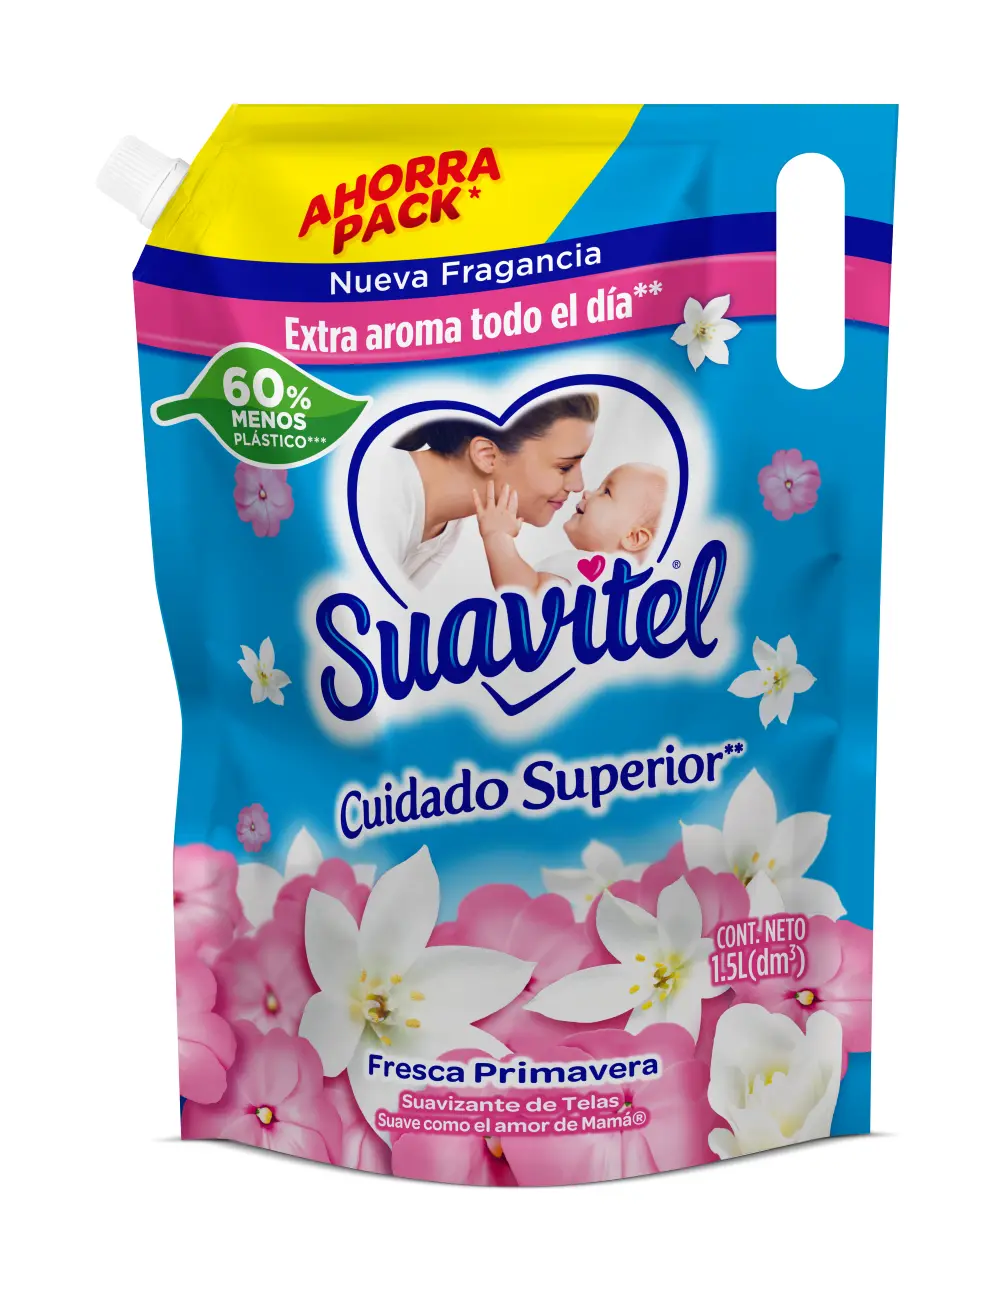 AHORRA
PACK*
Nueva Fragancia
Extra aroma todo el día**
60%
MENOS
PLÁSTICO***
Suavitel®
Cuidado Superior**
CONT. NETO
1.5L(dm³)
Fresca Primavera
Suavizante de Telas
Suave como el amor de Mamá®